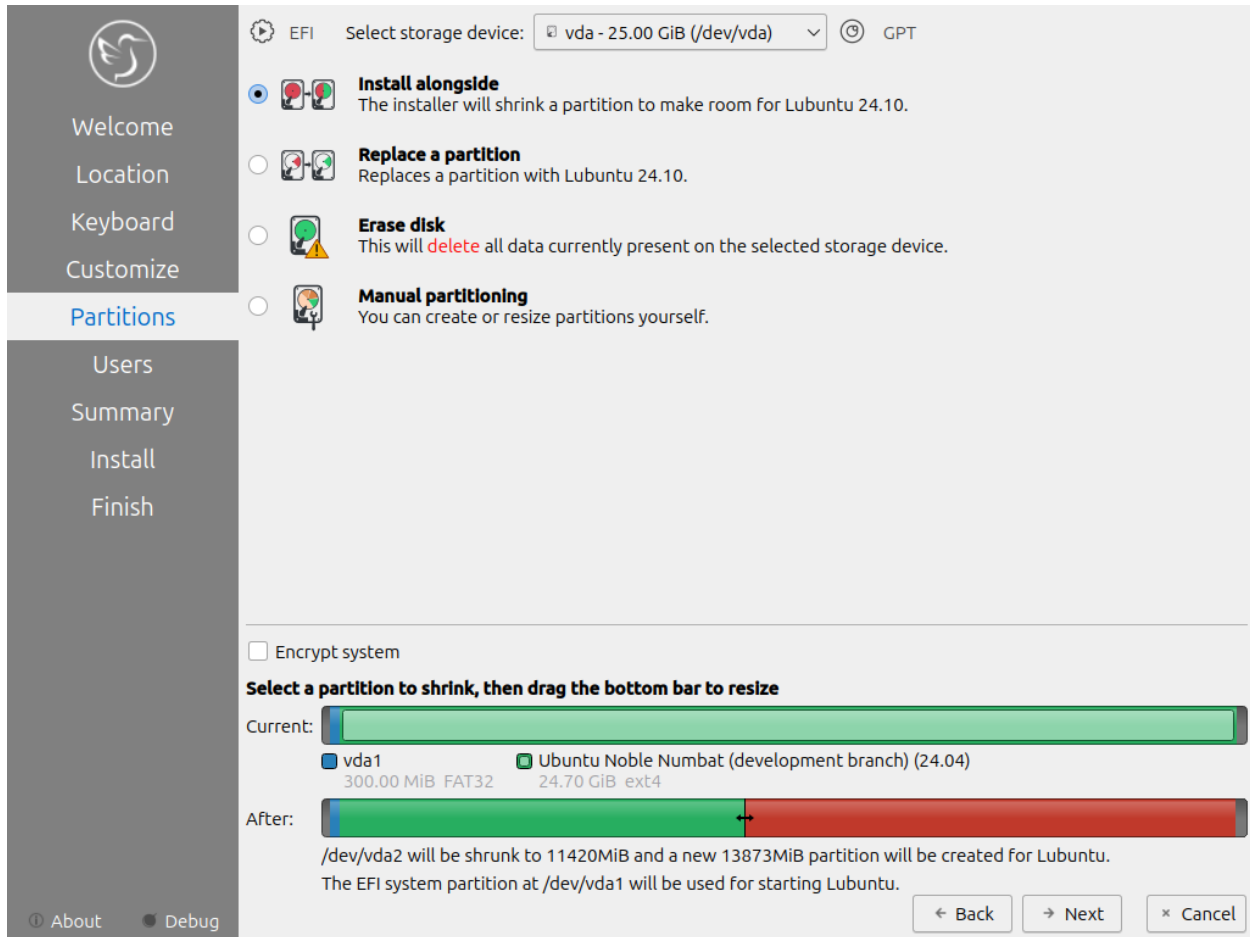 EFI Select storage device: vda - 25.00 GiB (/dev/vda) GPT
Install alongside
The installer will shrink a partition to make room for Lubuntu 24.10.
Replace a partition
Replaces a partition with Lubuntu 24.10.
Erase disk
This will delete all data currently present on the selected storage device.
Manual partitioning
You can create or resize partitions yourself.
Welcome
Location
Keyboard
Customize
Partitions
Users
Summary
Install
Finish
Encrypt system
Select a partition to shrink, then drag the bottom bar to resize
Current:
vda1 Ubuntu Noble Numbat (development branch) (24.04)
300.00 MiB FAT32 24.70 GiB ext4
After:
/dev/vda2 will be shrunk to 11420MiB and a new 13873MiB partition will be created for Lubuntu.
The EFI system partition at /dev/vda1 will be used for starting Lubuntu.
About Debug Back Next Cancel